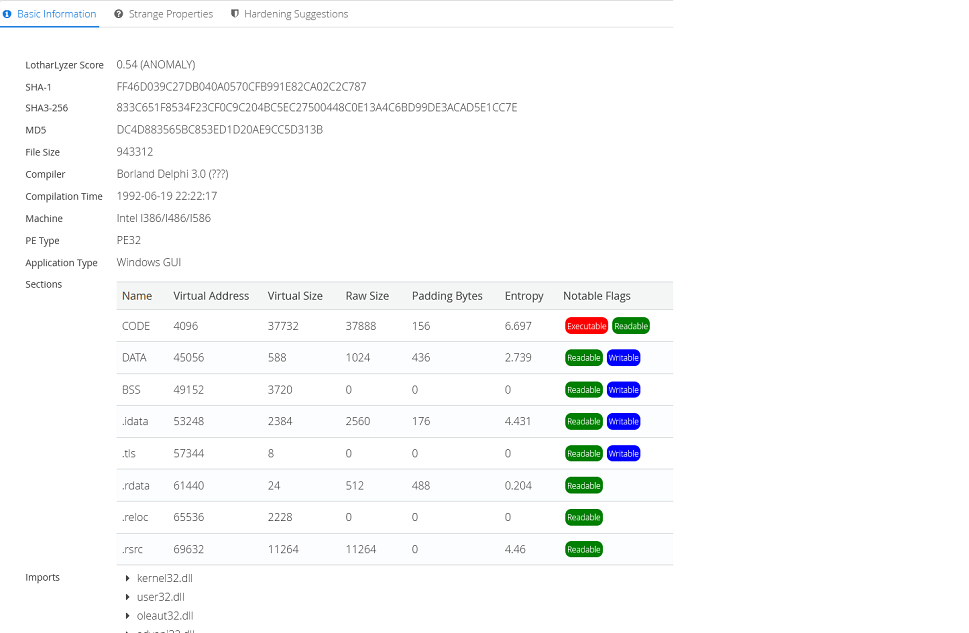 Basic Information Strange Properties Hardening Suggestions
LotharLyzer Score 0.54 (ANOMALY)
SHA-1 FF46D039C27DB040A0570CFB991E82CA02C2C787
SHA3-256 833C651F8534F23CF0C9C204BC5EC27500448C0E13A4C6BD99DE3ACAD5E1CC7E
MD5 DC4D883565BC853ED1D20AE9CC5D313B
File Size 943312
Compiler Borland Delphi 3.0 (???)
Compilation Time 1992-06-19 22:22:17
Machine Intel I386/I486/I586
PE Type PE32
Application Type Windows GUI
Sections
Name Virtual Address Virtual Size Raw Size Padding Bytes Entropy Notable Flags
CODE 4096 37732 37888 156 6.697 Executable Readable
DATA 45056 588 1024 436 2.739 Readable Writable
BSS 49152 3720 0 0 0 Readable Writable
.idata 53248 2384 2560 176 4.431 Readable Writable
.tls 57344 8 0 0 0 Readable Writable
.rdata 61440 24 512 488 0.204 Readable
.reloc 65536 2228 0 0 0 Readable
.rsrc 69632 11264 11264 0 4.46 Readable
Imports kernel32.dll
user32.dll
oleaut32.dll